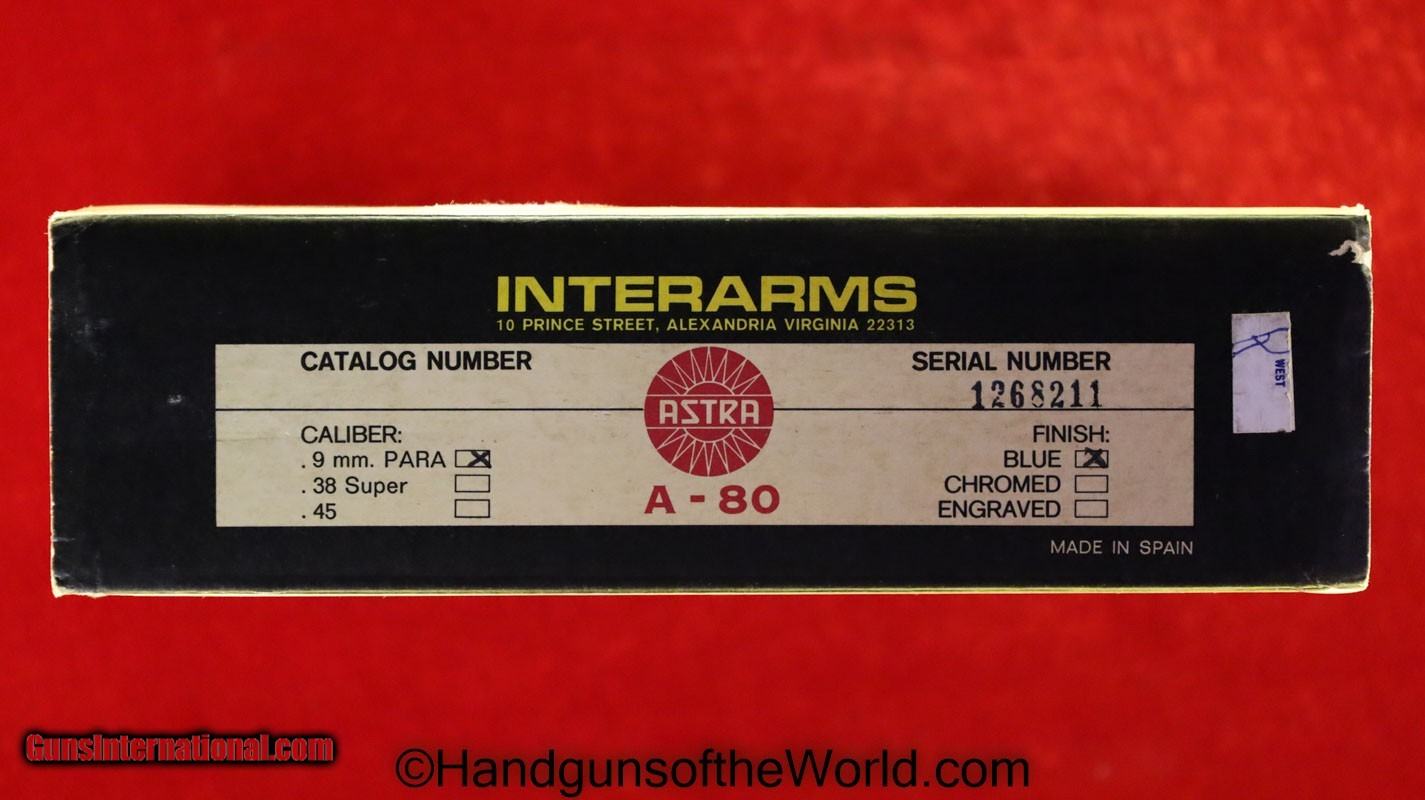 INTERARMS
10 PRINCE STREET, ALEXANDRIA VIRGINIA 22313
CATALOG NUMBER
SERIAL NUMBER
1268211
ASTRA
A - 80
CALIBER:
. 9 mm. PARA
. 38 Super
. 45
FINISH:
BLUE
CHROMED
ENGRAVED
MADE IN SPAIN
WEST
GunsInternational.com
©HandgunsoftheWorld.com